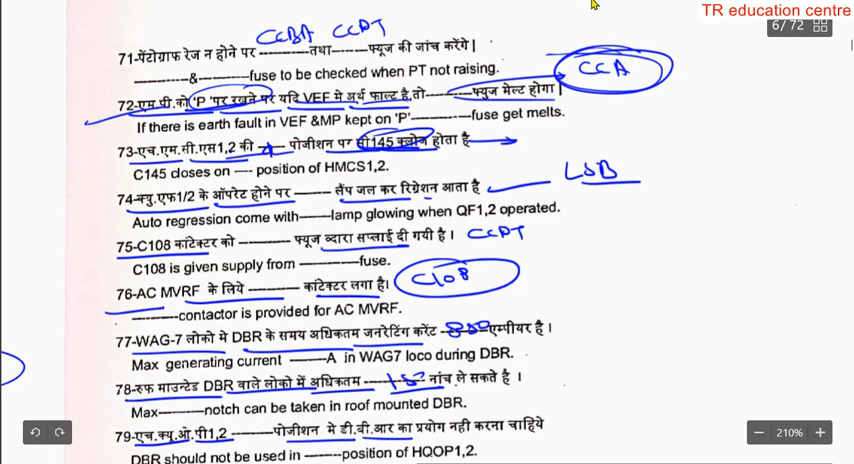 TR education centre
6 / 72
CCBA CCPT
71-पेंटोग्राफ रेज न होने पर ----------तथा-------फ्यूज की जांच करेंगे|
----------&----------fuse to be checked when PT not raising.
CCA
72-एम.पी.को 'P 'पर रखने पर यदि VEF मे अर्थ फाल्ट है,तो----------फ्युज मेल्ट होगा|
If there is earth fault in VEF &MP kept on 'P'----------fuse get melts.
73-एच.एम.सी.एस1,2 की 4 पोजीशन पर सी145 क्लोज होता है
C145 closes on ---- position of HMCS1,2.
LSB
74-क्यु.एफ1/2 के ऑपरेट होने पर ------- लैंप जल कर रिग्रेशन आता है
Auto regression come with-------lamp glowing when QF1,2 operated.
75-C108 कांटेक्टर को ---------- फ्यूज व्दारा सप्लाई दी गयी है। CCPT
C108 is given supply from ----------fuse.
76-AC MVRF के लिये ---------- कांटेक्टर लगा है। C108
----------contactor is provided for AC MVRF.
77-WAG-7 लोको मे DBR के समय अधिकतम जनरेटिंग करेंट 800 एम्पीयर है ।
Max generating current --------A in WAG7 loco during DBR.
78-रुफ माउन्टेड DBR वाले लोको में अधिकतम --------- नांच ले सकते है ।
Max---------notch can be taken in roof mounted DBR.
79-एच.क्यू.ओ.पी1,2 ----------पोजीशन मे डी.बी.आर का प्रयोग नही करना चाहिये
DBR should not be used in --------position of HQOP1,2.
210%